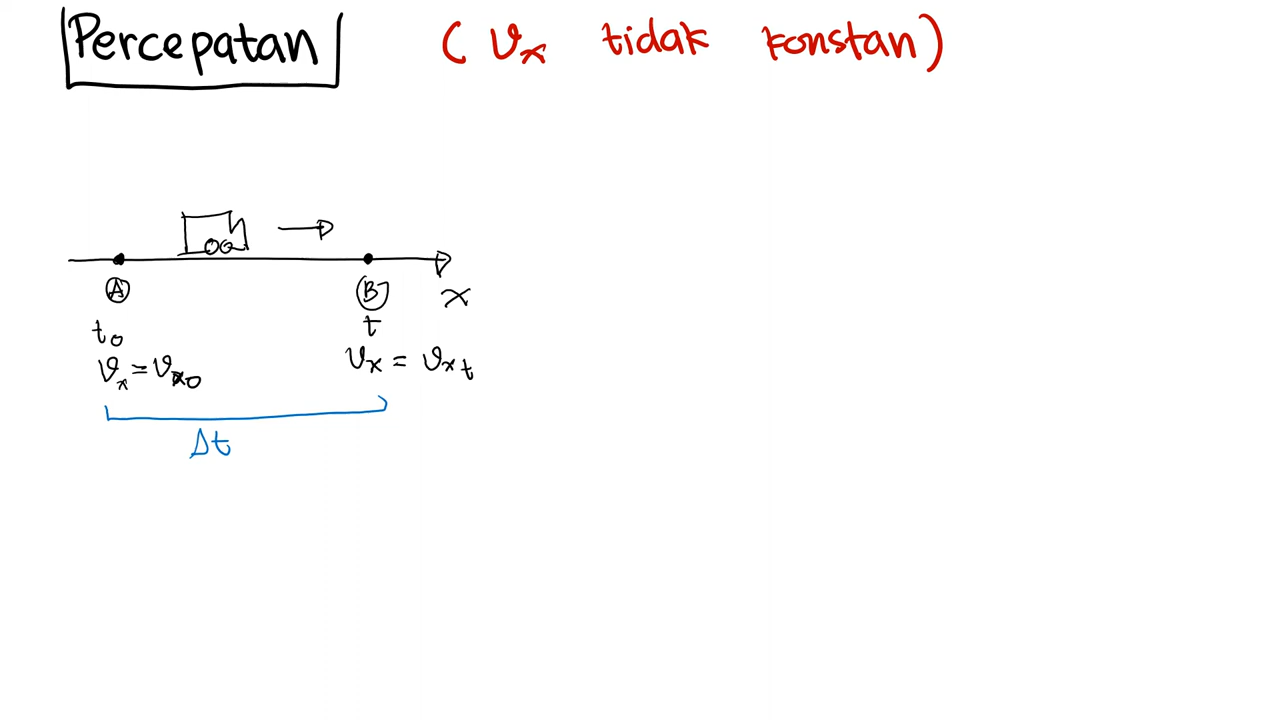 Percepatan (vₓ tidak konstan)
A B x
t₀ t
vₓ = vₓ₀ vₓ = vₓₜ
Δt